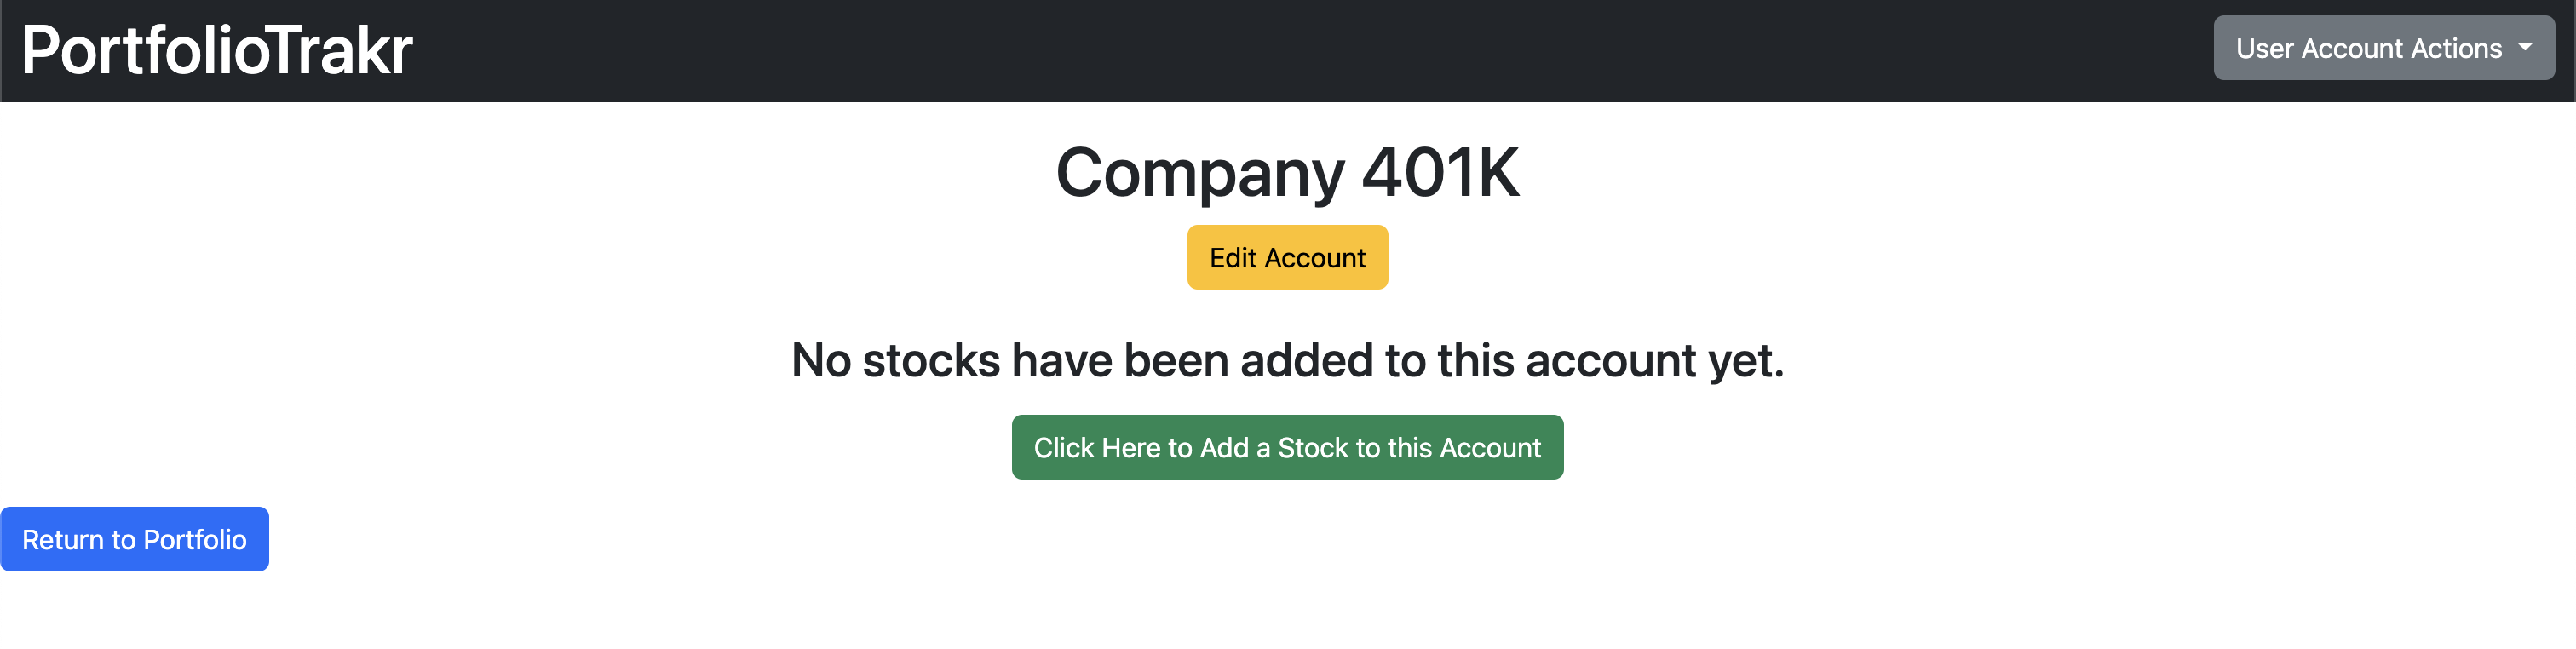 PortfolioTrakr
User Account Actions
Company 401K
Edit Account
No stocks have been added to this account yet.
Click Here to Add a Stock to this Account
Return to Portfolio